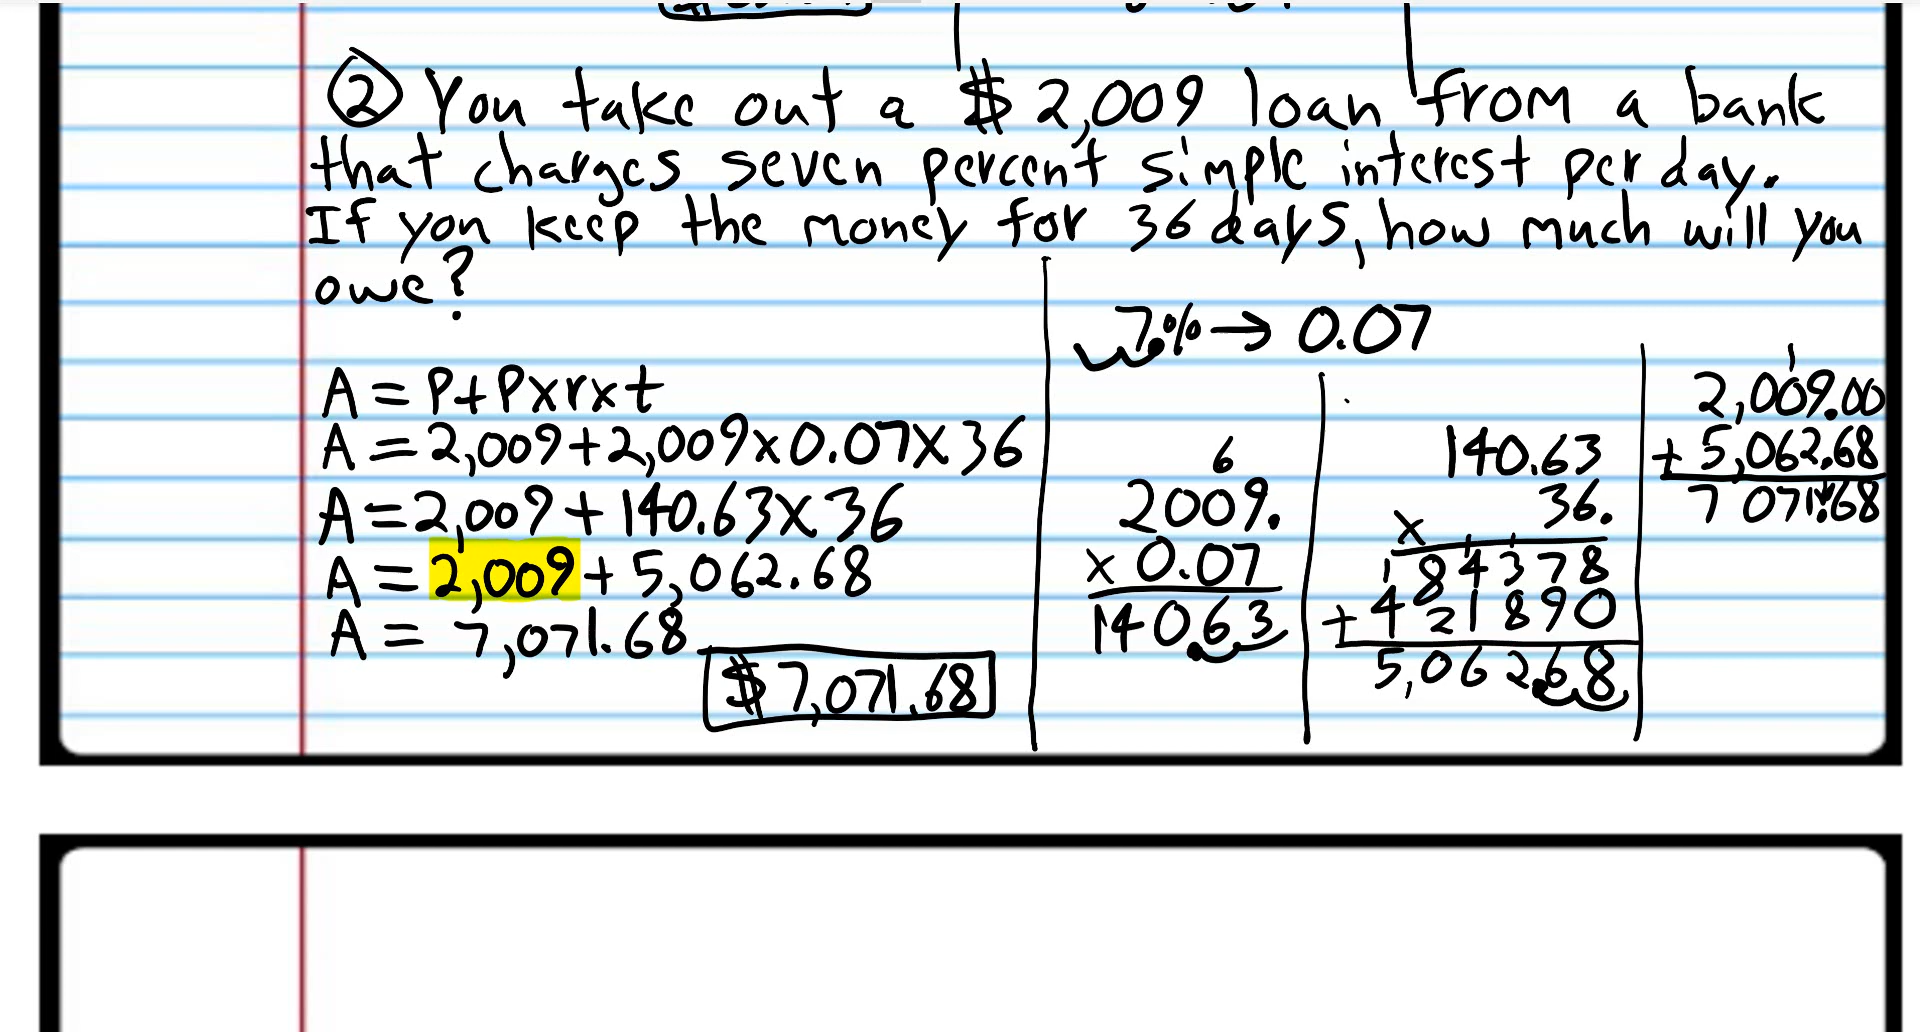 ② You take out a $2,009 loan from a bank
that charges seven percent simple interest per day.
If you keep the money for 36 days, how much will you
owe?
A = P + P x r x t
A = 2,009 + 2,009 x 0.07 x 36
A = 2,009 + 140.63 x 36
A = 2,009 + 5,062.68
A = 7,071.68
$7,071.68
7.% → 0.07
6
2009.
x 0.07
140.63
140.63
x 36.
1 1
84378
+ 421890
5,062.68
1
2,009.00
+ 5,062.68
7 071.68